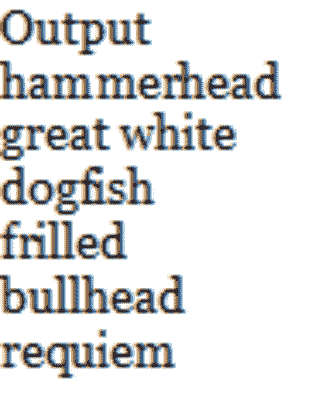 Output
hammerhead
great white
dogfish
frilled
bullhead
requiem